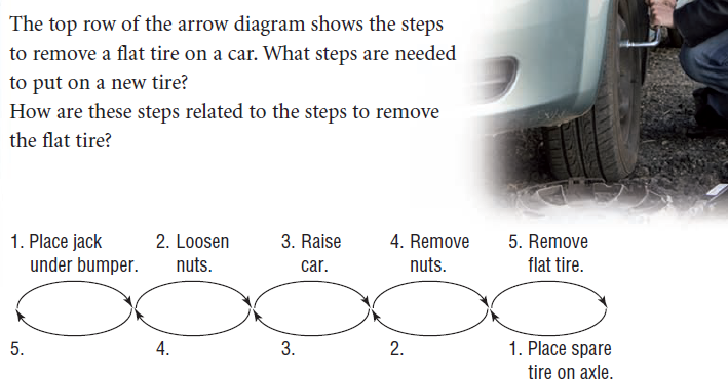 The top row of the arrow diagram shows the steps
to remove a flat tire on a car. What steps are needed
to put on a new tire?
How are these steps related to the steps to remove
the flat tire?
1. Place jack
under bumper.
2. Loosen
nuts.
3. Raise
car.
4. Remove
nuts.
5. Remove
flat tire.
5.
4.
3.
2.
1. Place spare
tire on axle.